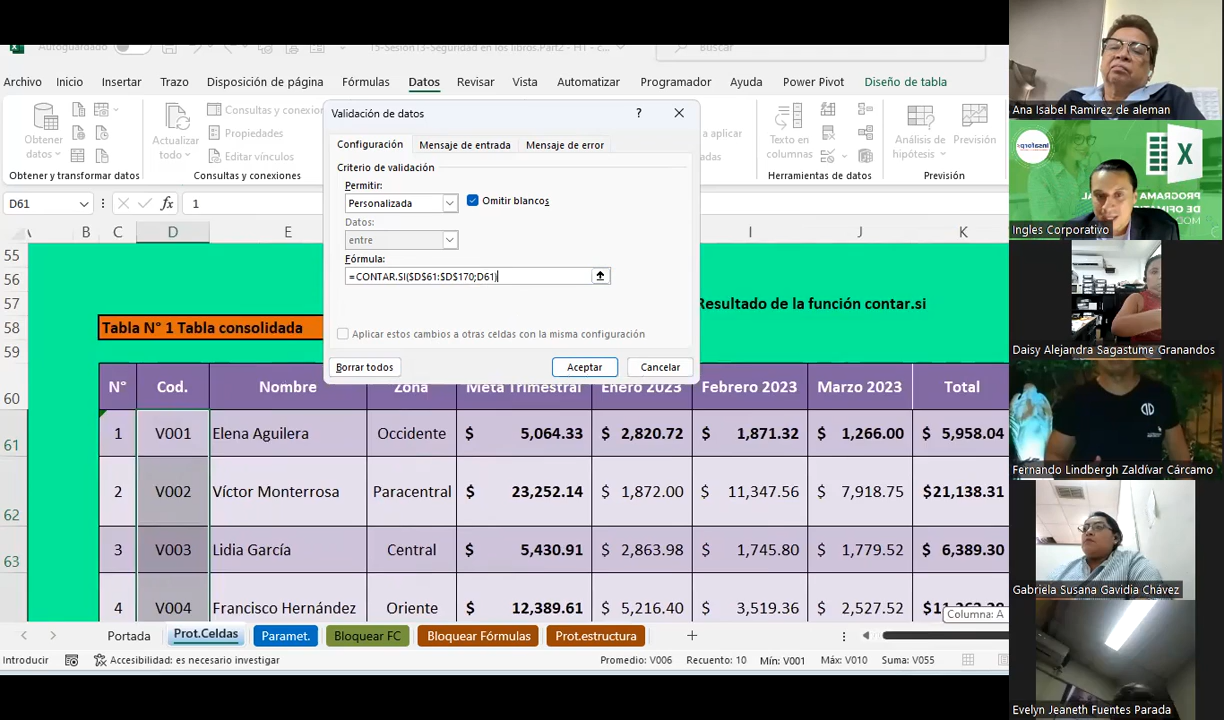 Autoguardado
15-Sesión13-Seguridad en los libros.Part2 - HT - c...
Buscar
Archivo Inicio Insertar Trazo Disposición de página Fórmulas Datos Revisar Vista Automatizar Programador Ayuda Power Pivot Diseño de tabla
Obtener datos
Actualizar todo
Consultas y conexio
Propiedades
Editar vínculos
Obtener y transformar datos
Consultas y conexiones
aplicar
Texto en columnas
Herramientas de datos
Análisis de hipótesis
Previsión
Previsión
D61
fx
1
Validación de datos
?
Configuración Mensaje de entrada Mensaje de error
Criterio de validación
Permitir:
Personalizada
Omitir blancos
Datos:
entre
Fórmula:
=CONTAR.SI($D$61:$D$170;D61)
Aplicar estos cambios a otras celdas con la misma configuración
Borrar todos Aceptar Cancelar
A B C D E I J K
55
56
57 Resultado de la función contar.si
58 Tabla N° 1 Tabla consolidada
59
60 N° Cod. Nombre Zona Meta Trimestral Enero 2023 Febrero 2023 Marzo 2023 Total
61 1 V001 Elena Aguilera Occidente $ 5,064.33 $ 2,820.72 $ 1,871.32 $ 1,266.00 $ 5,958.04
62 2 V002 Víctor Monterrosa Paracentral $ 23,252.14 $ 1,872.00 $ 11,347.56 $ 7,918.75 $21,138.31
63 3 V003 Lidia García Central $ 5,430.91 $ 2,863.98 $ 1,745.80 $ 1,779.52 $ 6,389.30
4 V004 Francisco Hernández Oriente $ 12,389.61 $ 5,216.40 $ 3,519.36 $ 2,527.52
Columna: A
Portada Prot.Celdas Paramet. Bloquear FC Bloquear Fórmulas Prot.estructura
Introducir Accesibilidad: es necesario investigar Promedio: V006 Recuento: 10 Mín: V001 Máx: V010 Suma: V055
Ana Isabel Ramirez de aleman
insaforp
PROGRAMA
DE OFIMÁTICA
Ingles Corporativo
Daisy Alejandra Sagastume Granandos
Fernando Lindbergh Zaldívar Cárcamo
Gabriela Susana Gavidia Chávez
Evelyn Jeaneth Fuentes Parada